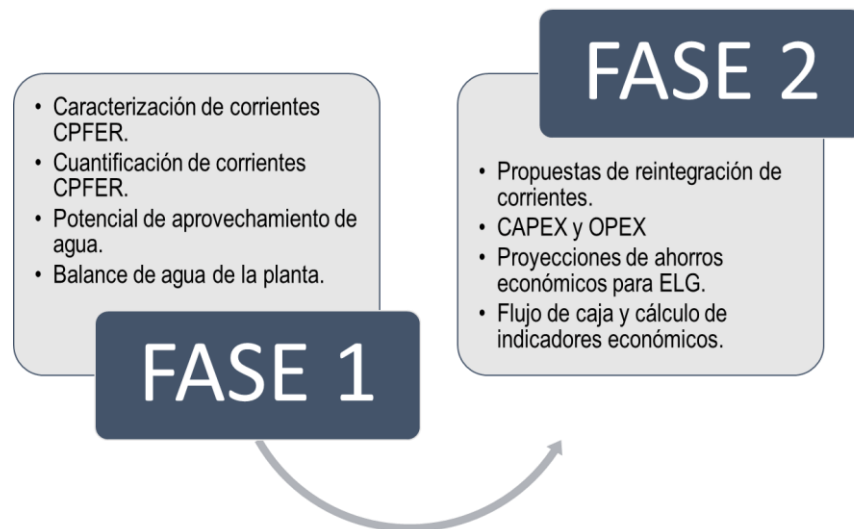 • Caracterización de corrientes
CPFER.
• Cuantificación de corrientes
CPFER.
• Potencial de aprovechamiento de
agua.
• Balance de agua de la planta.
FASE 1
FASE 2
• Propuestas de reintegración de
corrientes.
• CAPEX y OPEX
• Proyecciones de ahorros
económicos para ELG.
• Flujo de caja y cálculo de
indicadores económicos.